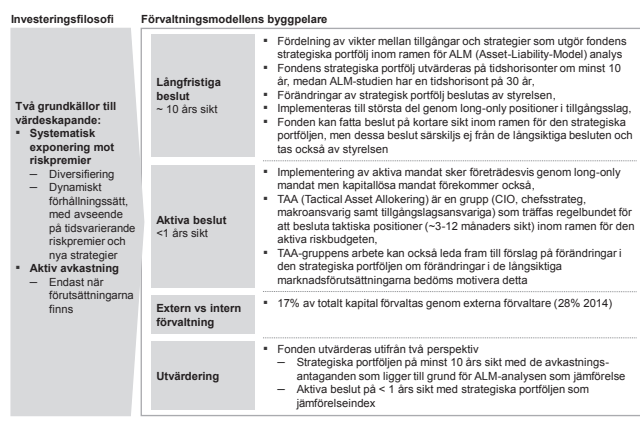 Investeringsfilosofi
Förvaltningsmodellens byggpelare
Två grundkällor till
värdeskapande:
▪ Systematisk
exponering mot
riskpremier
– Diversifiering
– Dynamiskt
förhållningssätt,
med avseende
på tidsvarierande
riskpremier och
nya strategier
▪ Aktiv avkastning
– Endast när
förutsättningarna
finns
Långfristiga
beslut
~ 10 års sikt
▪ Fördelning av vikter mellan tillgångar och strategier som utgör fondens
strategiska portfölj inom ramen för ALM (Asset-Liability-Model) analys
▪ Fondens strategiska portfölj utvärderas på tidshorisonter om minst 10
år, medan ALM-studien har en tidshorisont på 30 år,
▪ Förändringar av strategisk portfölj beslutas av styrelsen,
▪ Implementeras till största del genom long-only positioner i tillgångsslag,
▪ Fonden kan fatta beslut på kortare sikt inom ramen för den strategiska
portföljen, men dessa beslut särskiljs ej från de långsiktiga besluten och
tas också av styrelsen
Aktiva beslut
<1 års sikt
▪ Implementering av aktiva mandat sker företrädesvis genom long-only
mandat men kapitallösa mandat förekommer också,
▪ TAA (Tactical Asset Allokering) är en grupp (CIO, chefsstrateg,
makroansvarig samt tillgångslagsansvariga) som träffas regelbundet för
att besluta taktiska positioner (~3-12 månaders sikt) inom ramen för den
aktiva riskbudgeten,
▪ TAA-gruppens arbete kan också leda fram till förslag på förändringar i
den strategiska portföljen om förändringar i de långsiktiga
marknadsförutsättningarna bedöms motivera detta
Extern vs intern
förvaltning
▪ 17% av totalt kapital förvaltas genom externa förvaltare (28% 2014)
Utvärdering
▪ Fonden utvärderas utifrån två perspektiv
– Strategiska portföljen på minst 10 års sikt med de avkastnings-
antaganden som ligger till grund för ALM-analysen som jämförelse
– Aktiva beslut på < 1 års sikt med strategiska portföljen som
jämförelseindex